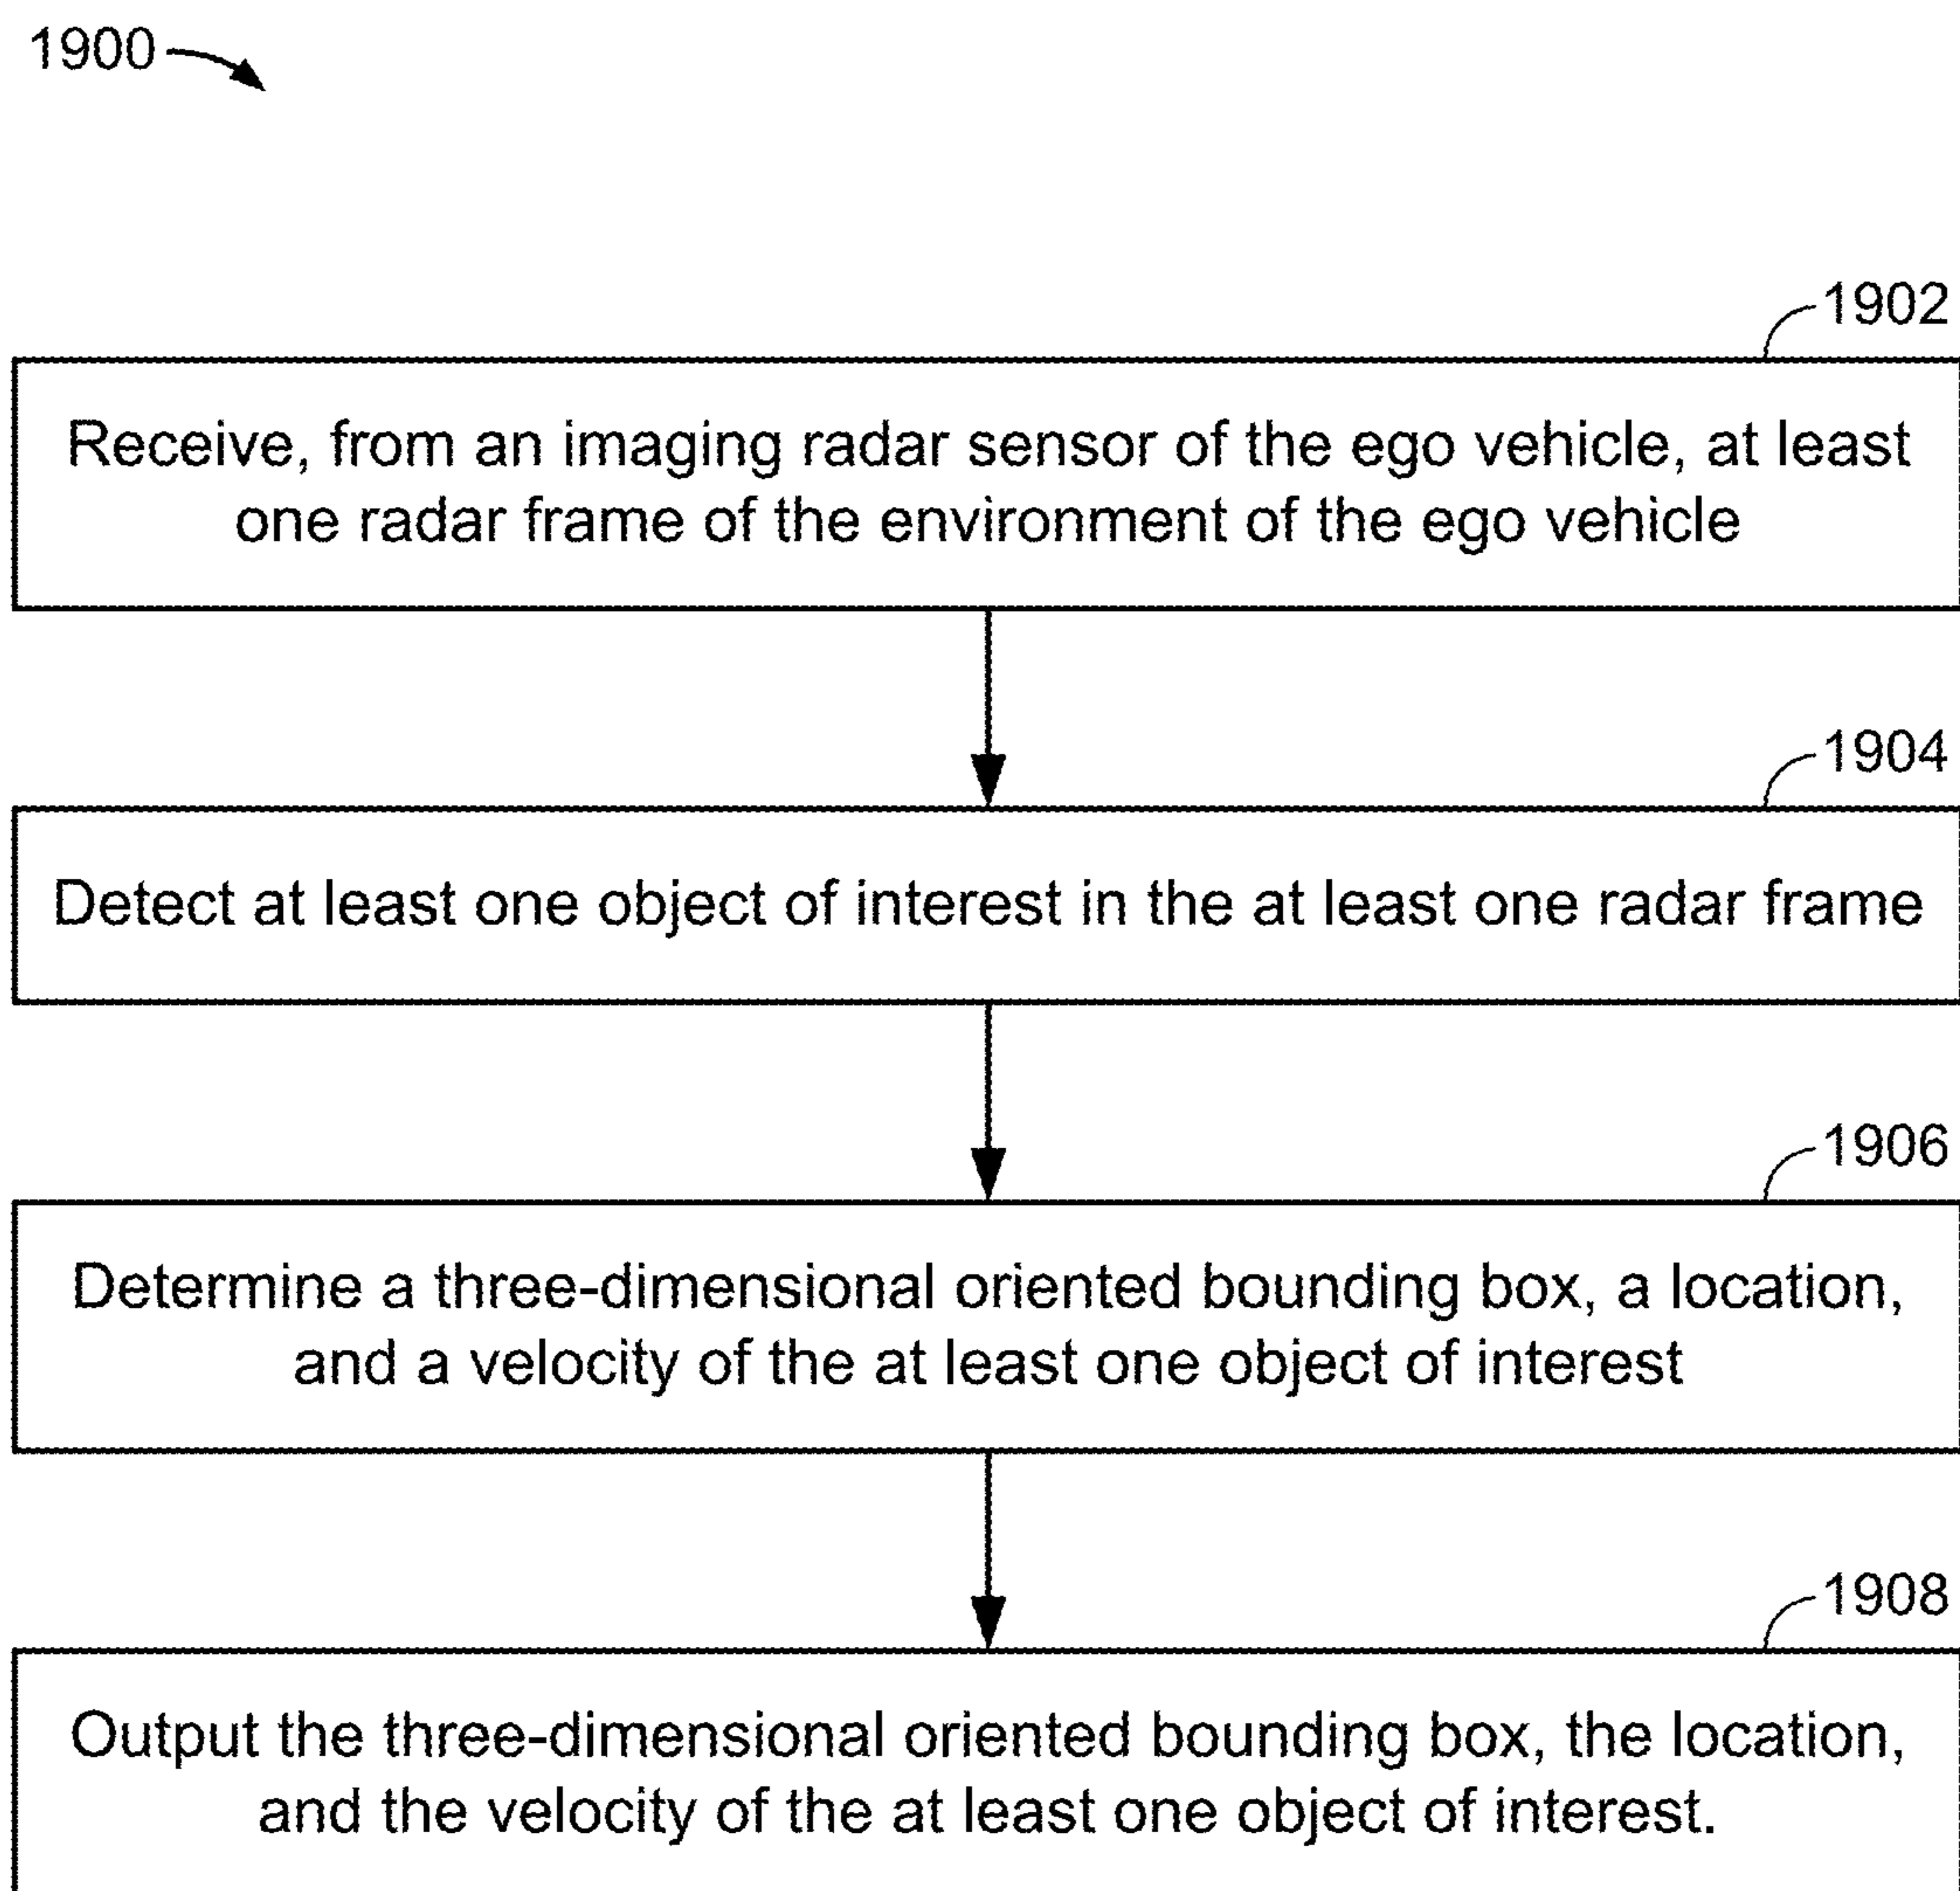 1900
1902
Receive, from an imaging radar sensor of the ego vehicle, at least
one radar frame of the environment of the ego vehicle
1904
Detect at least one object of interest in the at least one radar frame
1906
Determine a three-dimensional oriented bounding box, a location,
and a velocity of the at least one object of interest
1908
Output the three-dimensional oriented bounding box, the location,
and the velocity of the at least one object of interest.